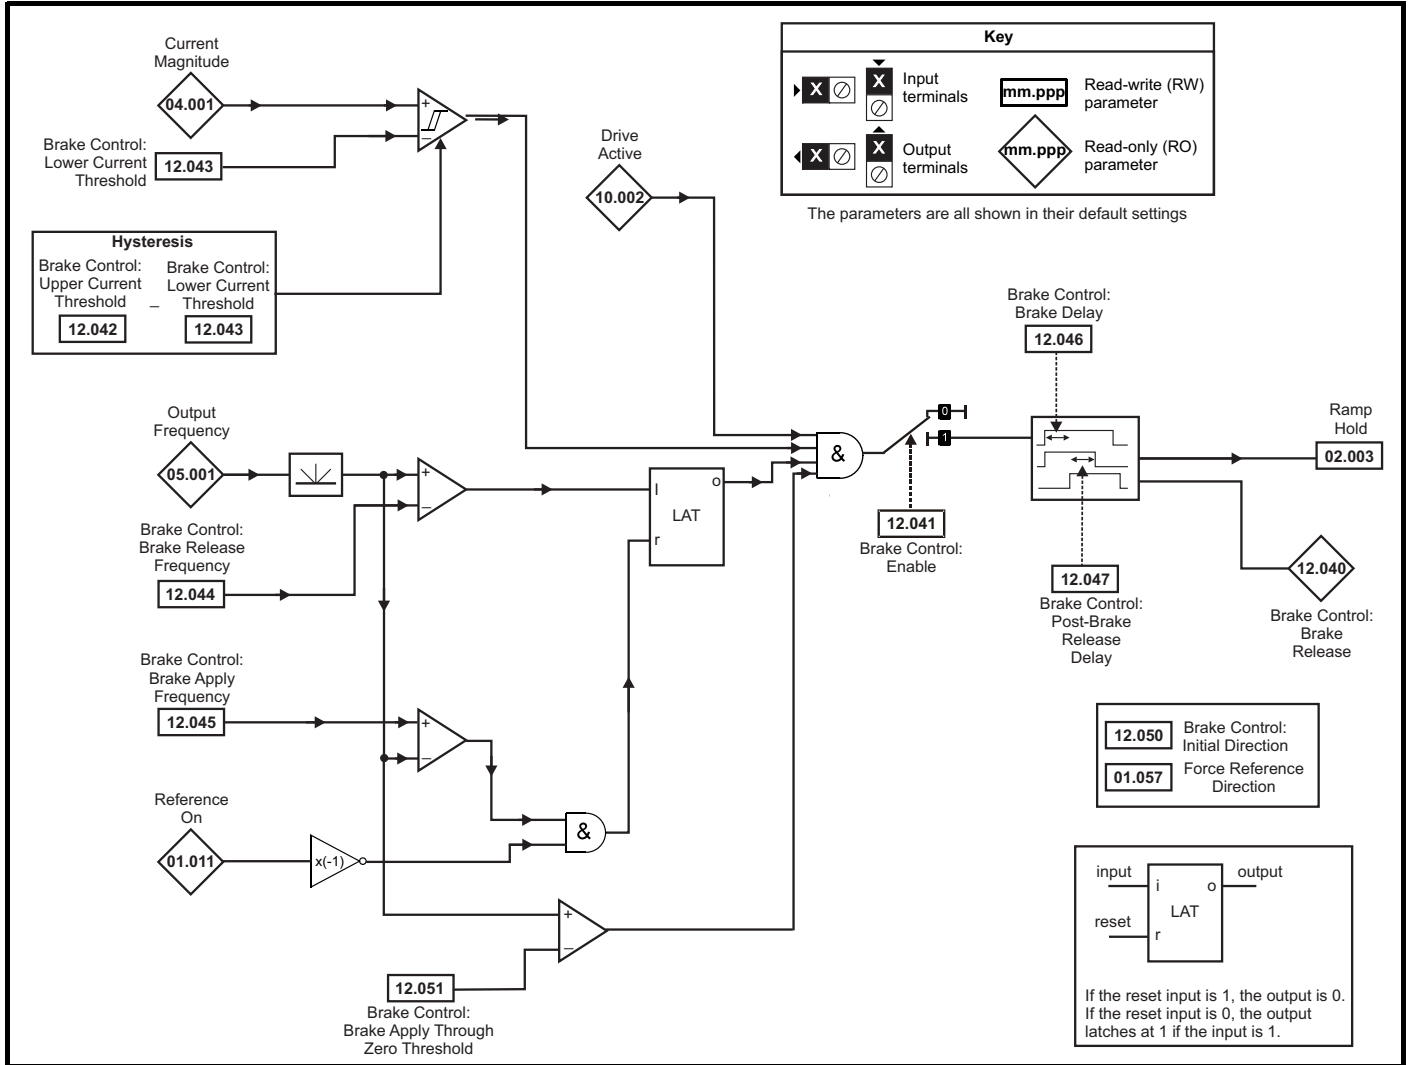 Current
Magnitude
04.001
+
−
Brake Control:
Lower Current
Threshold
12.043
Hysteresis
Brake Control:
Upper Current
Threshold
12.042
–
Brake Control:
Lower Current
Threshold
12.043
Drive
Active
10.002
Key
X
X
Input
terminals
X
X
Output
terminals
mm.ppp
Read-write (RW)
parameter
mm.ppp
Read-only (RO)
parameter
The parameters are all shown in their default settings
Output
Frequency
05.001
+
−
Brake Control:
Brake Release
Frequency
12.044
I
o
LAT
r
&
0
1
12.041
Brake Control:
Enable
Brake Control:
Brake Delay
12.046
12.047
Brake Control:
Post-Brake
Release
Delay
Ramp
Hold
02.003
12.040
Brake Control:
Brake
Release
Brake Control:
Brake Apply
Frequency
12.045
+
−
Reference
On
01.011
x(-1)
&
+
−
12.051
Brake Control:
Brake Apply Through
Zero Threshold
12.050
Brake Control:
Initial Direction
01.057
Force Reference
Direction
input
i
o
output
LAT
reset
r
If the reset input is 1, the output is 0.
If the reset input is 0, the output
latches at 1 if the input is 1.